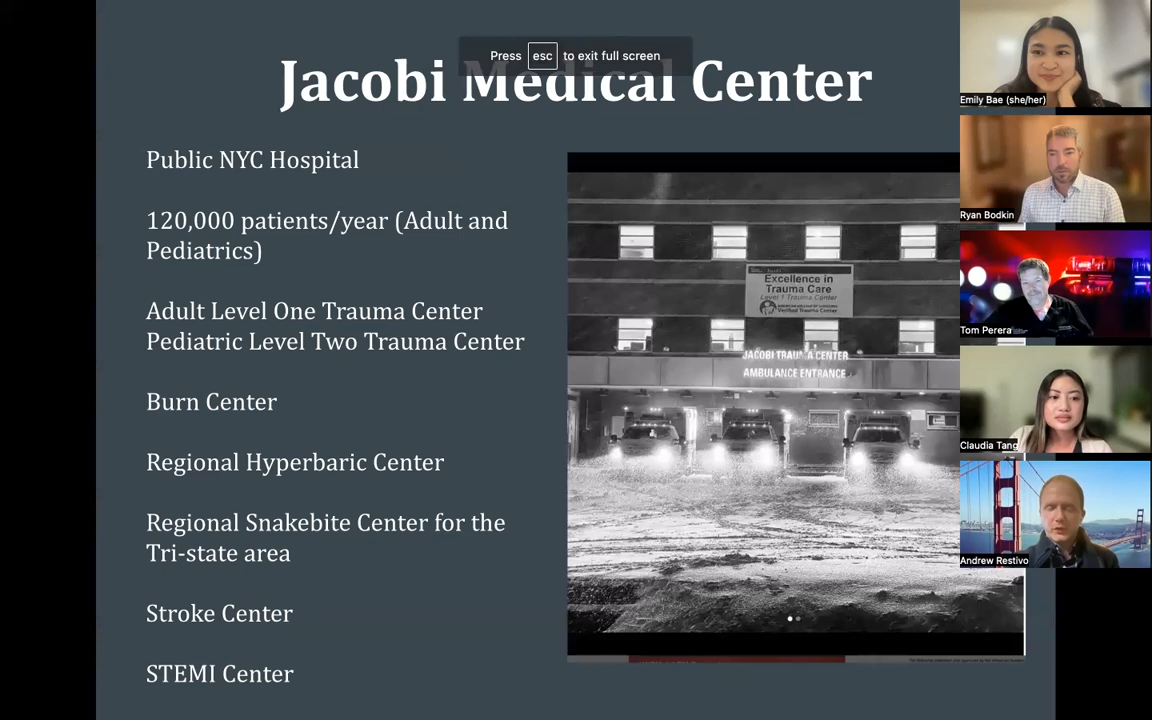 Press esc to exit full screen
Jacobi Medical Center
Public NYC Hospital
120,000 patients/year (Adult and
Pediatrics)
Adult Level One Trauma Center
Pediatric Level Two Trauma Center
Burn Center
Regional Hyperbaric Center
Regional Snakebite Center for the
Tri-state area
Stroke Center
STEMI Center
Excellence in
Trauma Care
Level 1 Trauma Center
Verified Trauma Center
JACOBI TRAUMA CENTER
AMBULANCE ENTRANCE
Emily Bae (she/her)
Ryan Bodkin
Tom Perera
Claudia Tang
Andrew Restivo